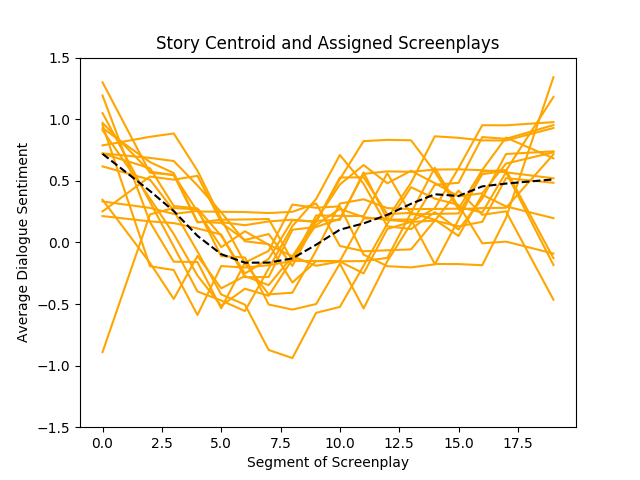 Story Centroid and Assigned Screenplays
1.5
1.0
0.5
0.0
−0.5
−1.0
−1.5
Average Dialogue Sentiment
0.0 2.5 5.0 7.5 10.0 12.5 15.0 17.5
Segment of Screenplay